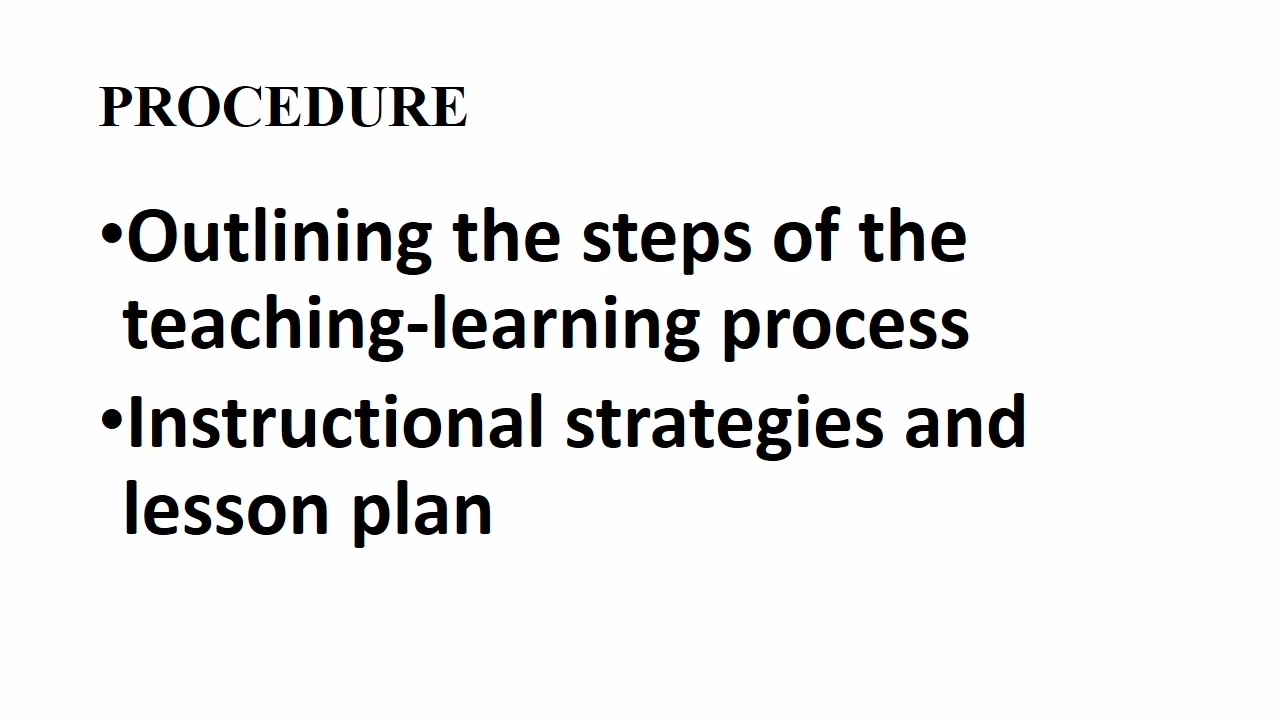 PROCEDURE
•Outlining the steps of the
teaching-learning process
•Instructional strategies and
lesson plan